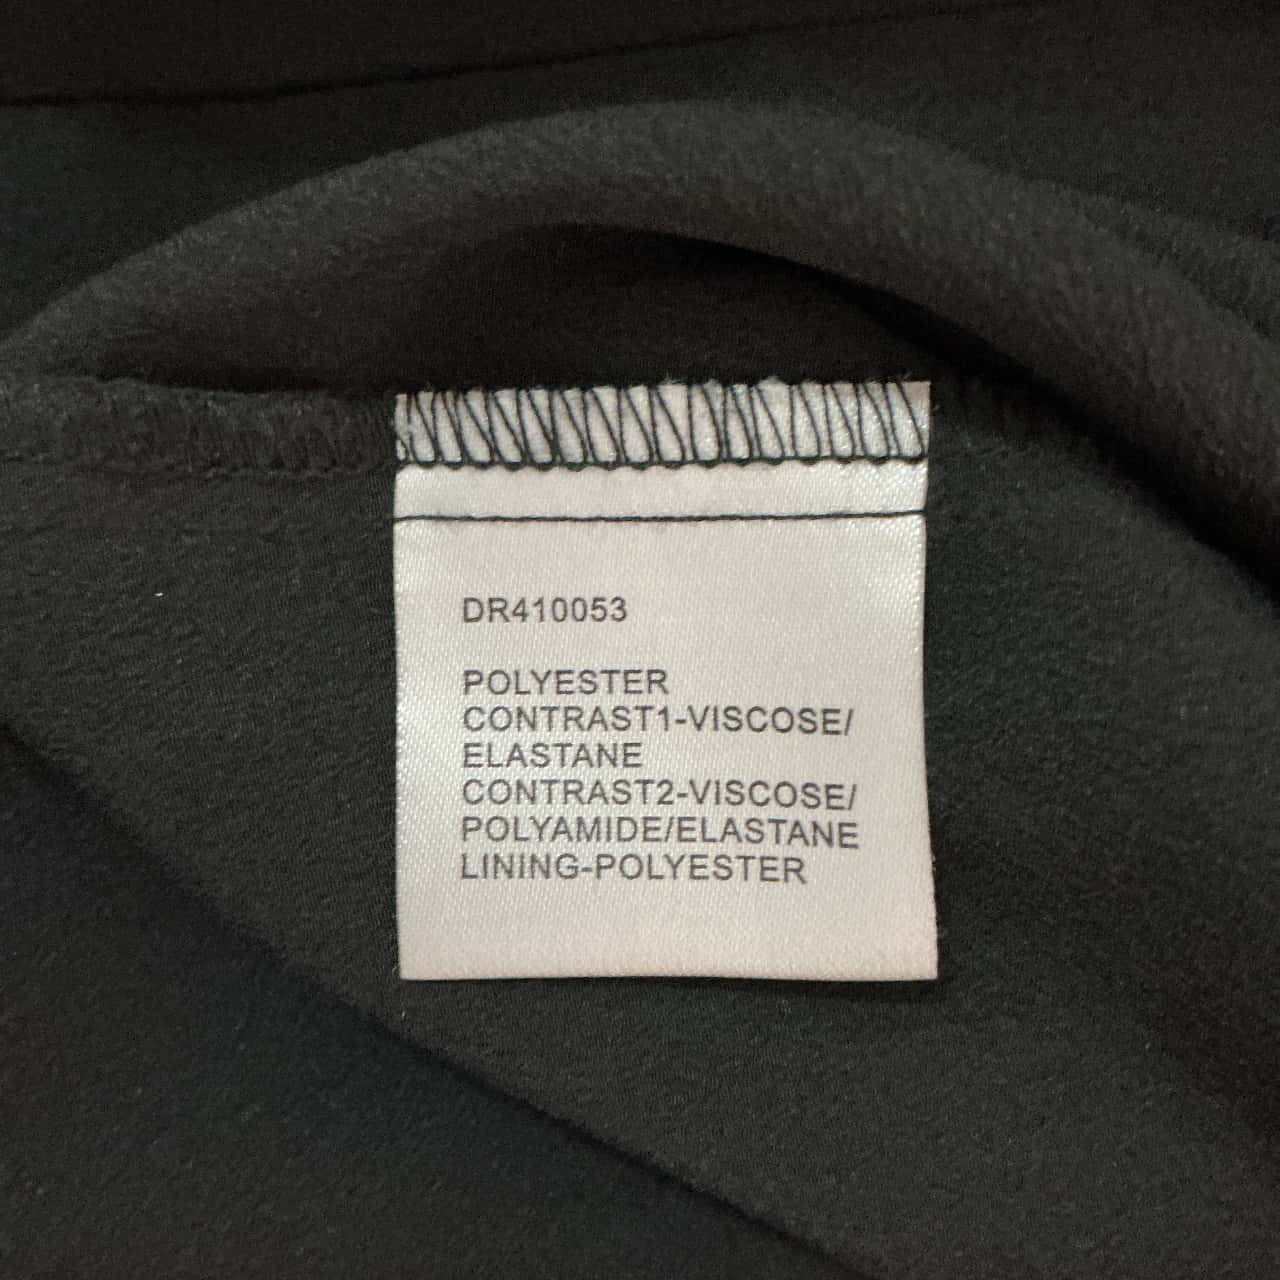 DR410053
POLYESTER
CONTRAST1-VISCOSE/
ELASTANE
CONTRAST2-VISCOSE/
POLYAMIDE/ELASTANE
LINING-POLYESTER